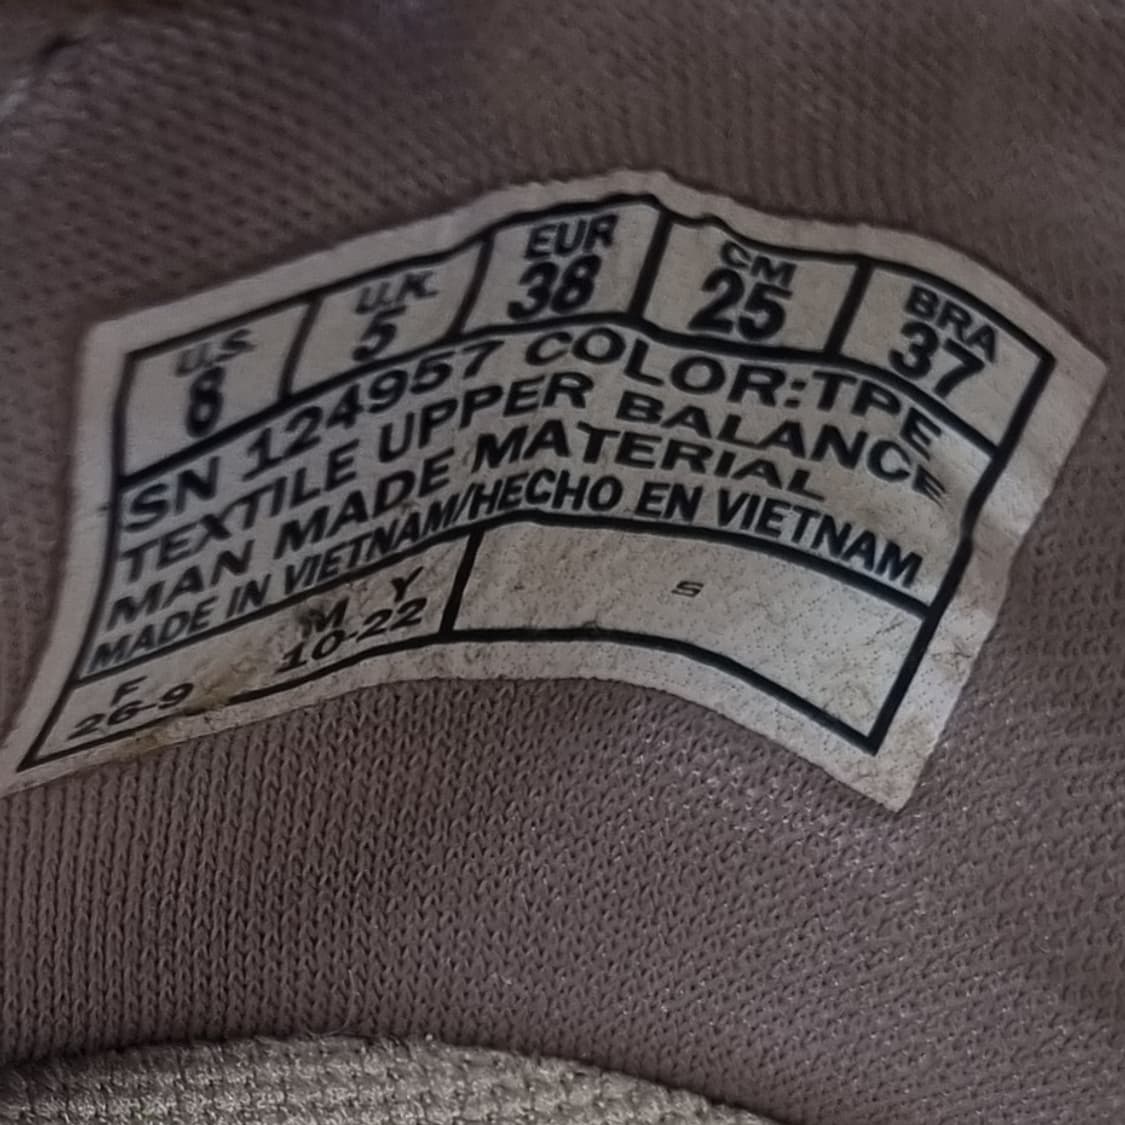 U.S U.K EUR CM BRA
8 5 38 25 37
SN 124957 COLOR:TPE
TEXTILE UPPER BALANCE
MAN MADE MATERIAL
MADE IN VIETNAM/HECHO EN VIETNAM
F M Y
26-9 10-22
S